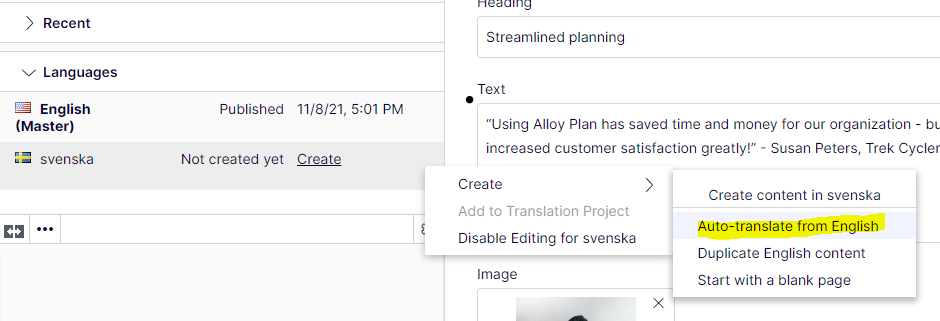 Recent
Languages
English (Master) Published 11/8/21, 5:01 PM
svenska Not created yet Create
Heading
Streamlined planning
Text
“Using Alloy Plan has saved time and money for our organization - bu
increased customer satisfaction greatly!” - Susan Peters, Trek Cycler
Create
Add to Translation Project
Disable Editing for svenska
Create content in svenska
Auto-translate from English
Duplicate English content
Start with a blank page
Image